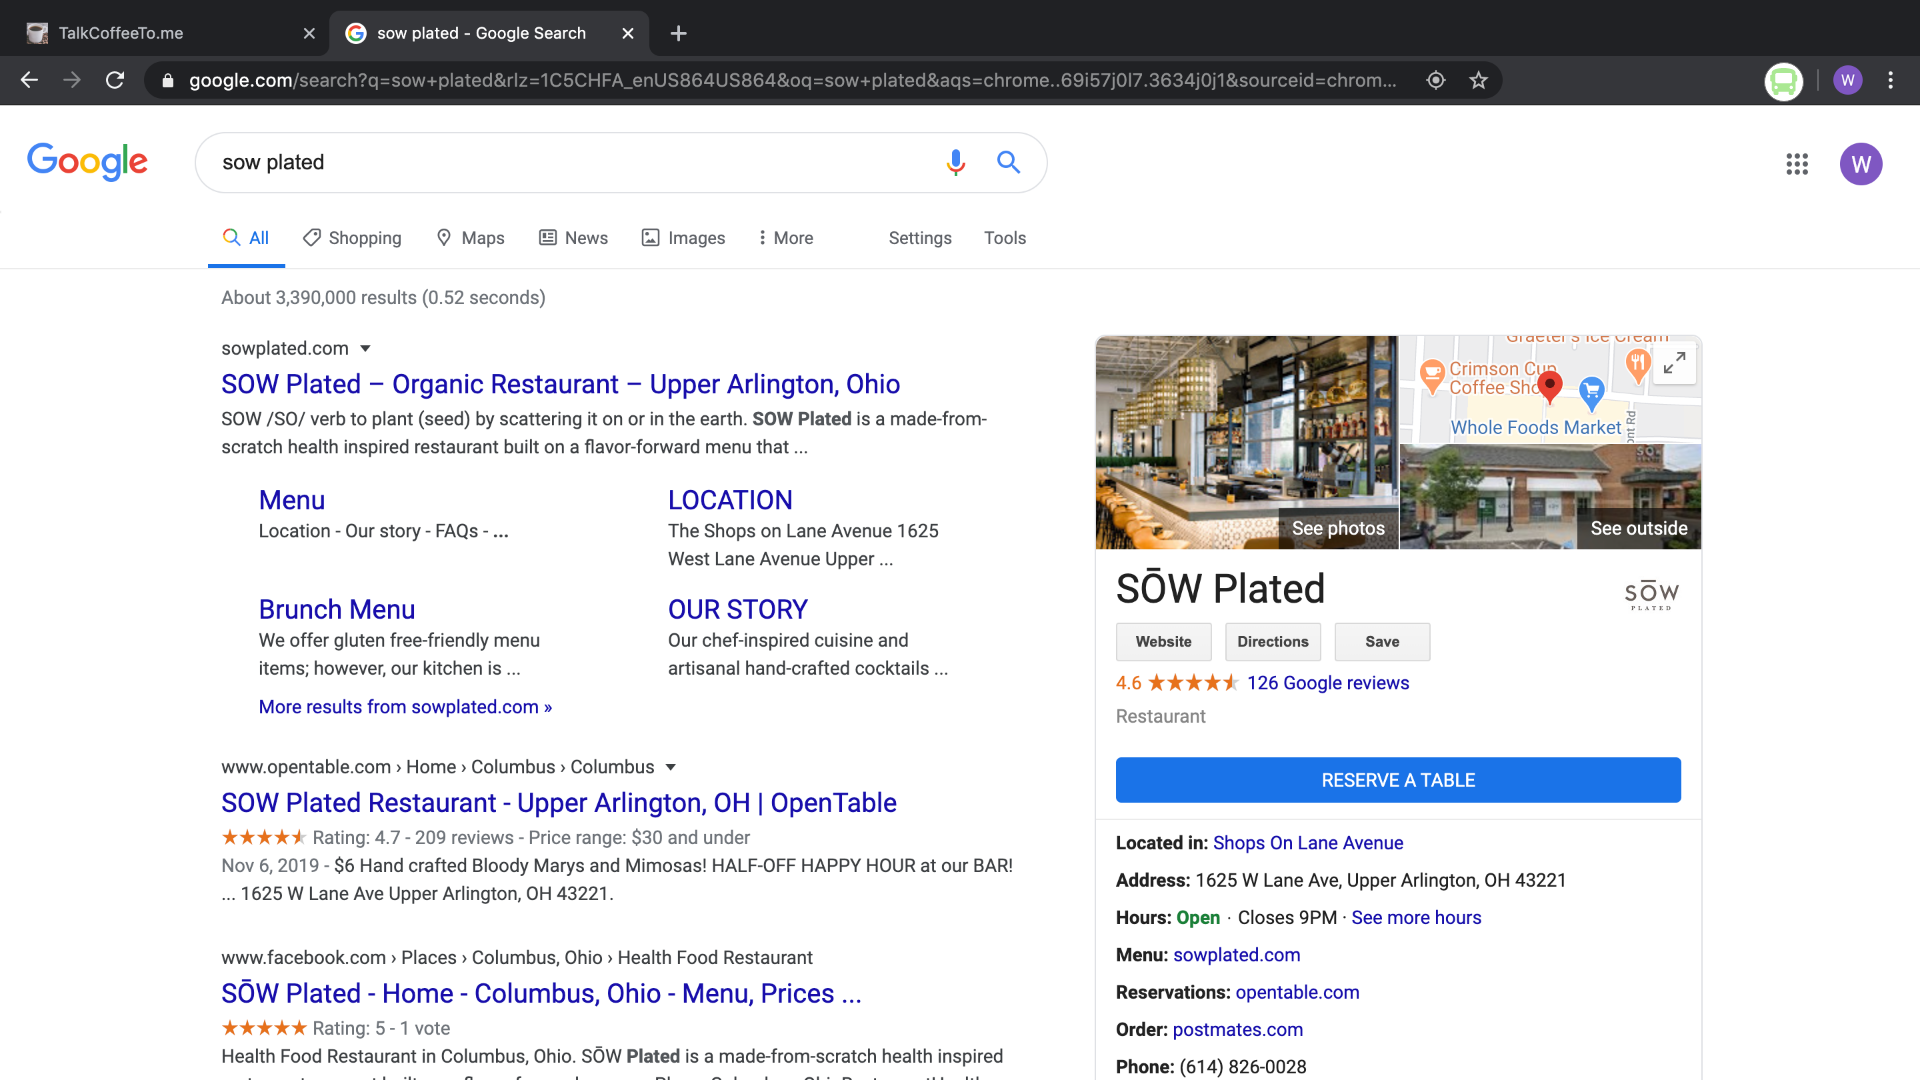 TalkCoffeeTo.me
sow plated - Google Search
google.com/search?q=sow+plated&rlz=1C5CHFA_enUS864US864&oq=sow+plated&aqs=chrome..69i57j0l7.3634j0j1&sourceid=chrom...
W
Google
sow plated
W
All
Shopping
Maps
News
Images
More
Settings
Tools
About 3,390,000 results (0.52 seconds)
sowplated.com
SOW Plated – Organic Restaurant – Upper Arlington, Ohio
SOW /SO/ verb to plant (seed) by scattering it on or in the earth. SOW Plated is a made-from-
scratch health inspired restaurant built on a flavor-forward menu that ...
Menu
Location - Our story - FAQs - ...
LOCATION
The Shops on Lane Avenue 1625
West Lane Avenue Upper ...
Brunch Menu
We offer gluten free-friendly menu
items; however, our kitchen is ...
OUR STORY
Our chef-inspired cuisine and
artisanal hand-crafted cocktails ...
More results from sowplated.com »
www.opentable.com › Home › Columbus › Columbus
SOW Plated Restaurant - Upper Arlington, OH | OpenTable
Rating: 4.7 - 209 reviews - Price range: $30 and under
Nov 6, 2019 - $6 Hand crafted Bloody Marys and Mimosas! HALF-OFF HAPPY HOUR at our BAR!
... 1625 W Lane Ave Upper Arlington, OH 43221.
www.facebook.com › Places › Columbus, Ohio › Health Food Restaurant
SŌW Plated - Home - Columbus, Ohio - Menu, Prices ...
Rating: 5 - 1 vote
Health Food Restaurant in Columbus, Ohio. SŌW Plated is a made-from-scratch health inspired
Graeter's Ice Cream
Crimson Cup
Coffee Sho
Whole Foods Market
nt Rd
See photos
See outside
SŌW Plated
SŌW
PLATED
Website
Directions
Save
4.6
126 Google reviews
Restaurant
RESERVE A TABLE
Located in: Shops On Lane Avenue
Address: 1625 W Lane Ave, Upper Arlington, OH 43221
Hours: Open · Closes 9PM · See more hours
Menu: sowplated.com
Reservations: opentable.com
Order: postmates.com
Phone: (614) 826-0028